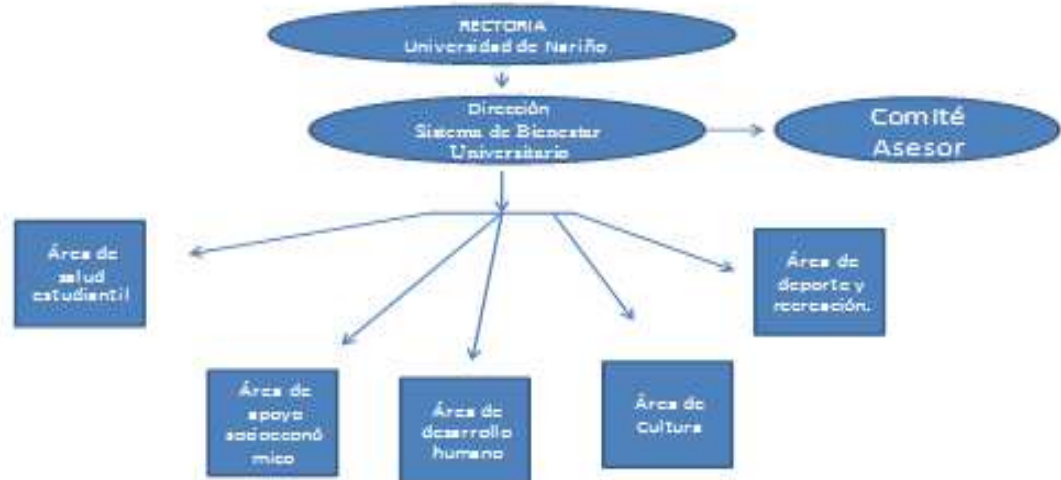 RECTORIA
Universidad de Nariño
Dirección
Sistema de Bienestar
Universitario
Comité
Asesor
Área de
salud
estudiantil
Área de
deporte y
recreación.
Área de
apoyo
socioeconó
mico
Área de
desarrollo
humano
Área de
Cultura